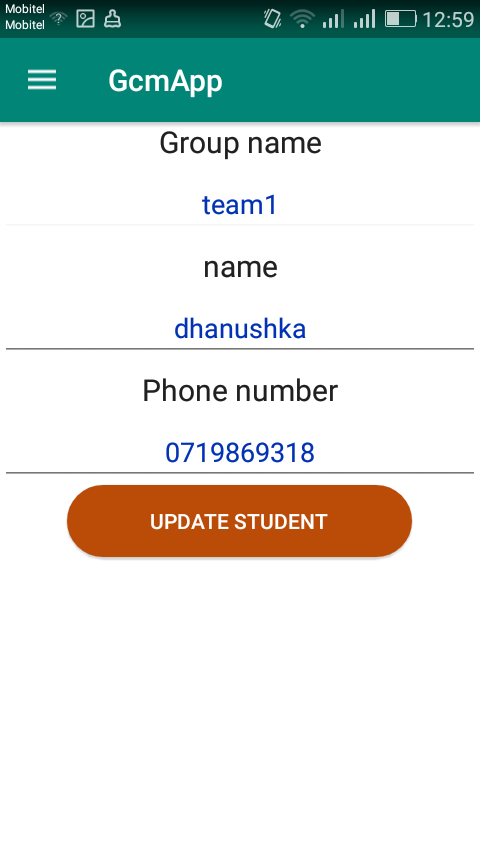 Mobitel
Mobitel
12:59
GcmApp
Group name
team1
name
dhanushka
Phone number
0719869318
UPDATE STUDENT